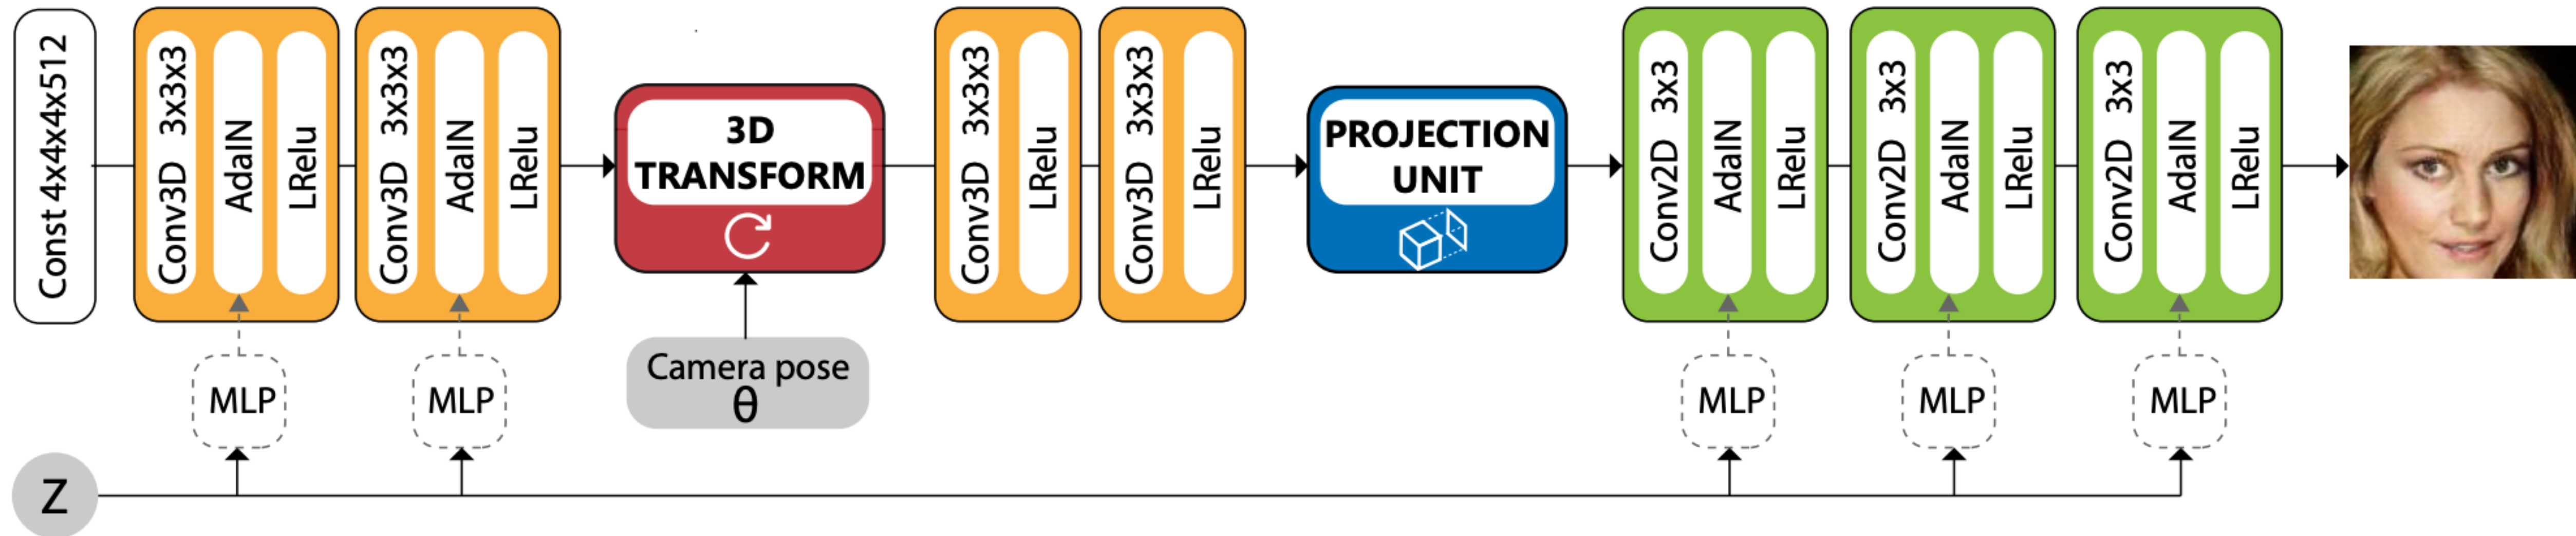 Const 4x4x4x512
Conv3D 3x3x3
AdaIN
LRelu
Conv3D 3x3x3
AdaIN
LRelu
3D
TRANSFORM
Conv3D 3x3x3
LRelu
Conv3D 3x3x3
LRelu
PROJECTION
UNIT
Conv2D 3x3
AdaIN
LRelu
Conv2D 3x3
AdaIN
LRelu
Conv2D 3x3
AdaIN
LRelu
MLP
MLP
Camera pose
θ
MLP
MLP
MLP
Z